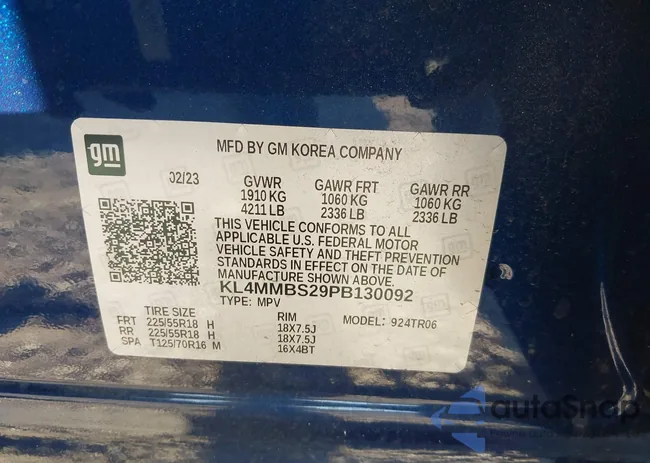 gm
MFD BY GM KOREA COMPANY
02/23 GVWR GAWR FRT GAWR RR
1910 KG 1060 KG 1060 KG
4211 LB 2336 LB 2336 LB
THIS VEHICLE CONFORMS TO ALL
APPLICABLE U.S. FEDERAL MOTOR
VEHICLE SAFETY AND THEFT PREVENTION
STANDARDS IN EFFECT ON THE DATE OF
MANUFACTURE SHOWN ABOVE.
KL4MMBS29PB130092
TYPE: MPV
TIRE SIZE RIM MODEL: 924TR06
FRT 225/55R18 H 18X7.5J
RR 225/55R18 H 18X7.5J
SPA T125/70R16 M 16X4BT
autoSnap